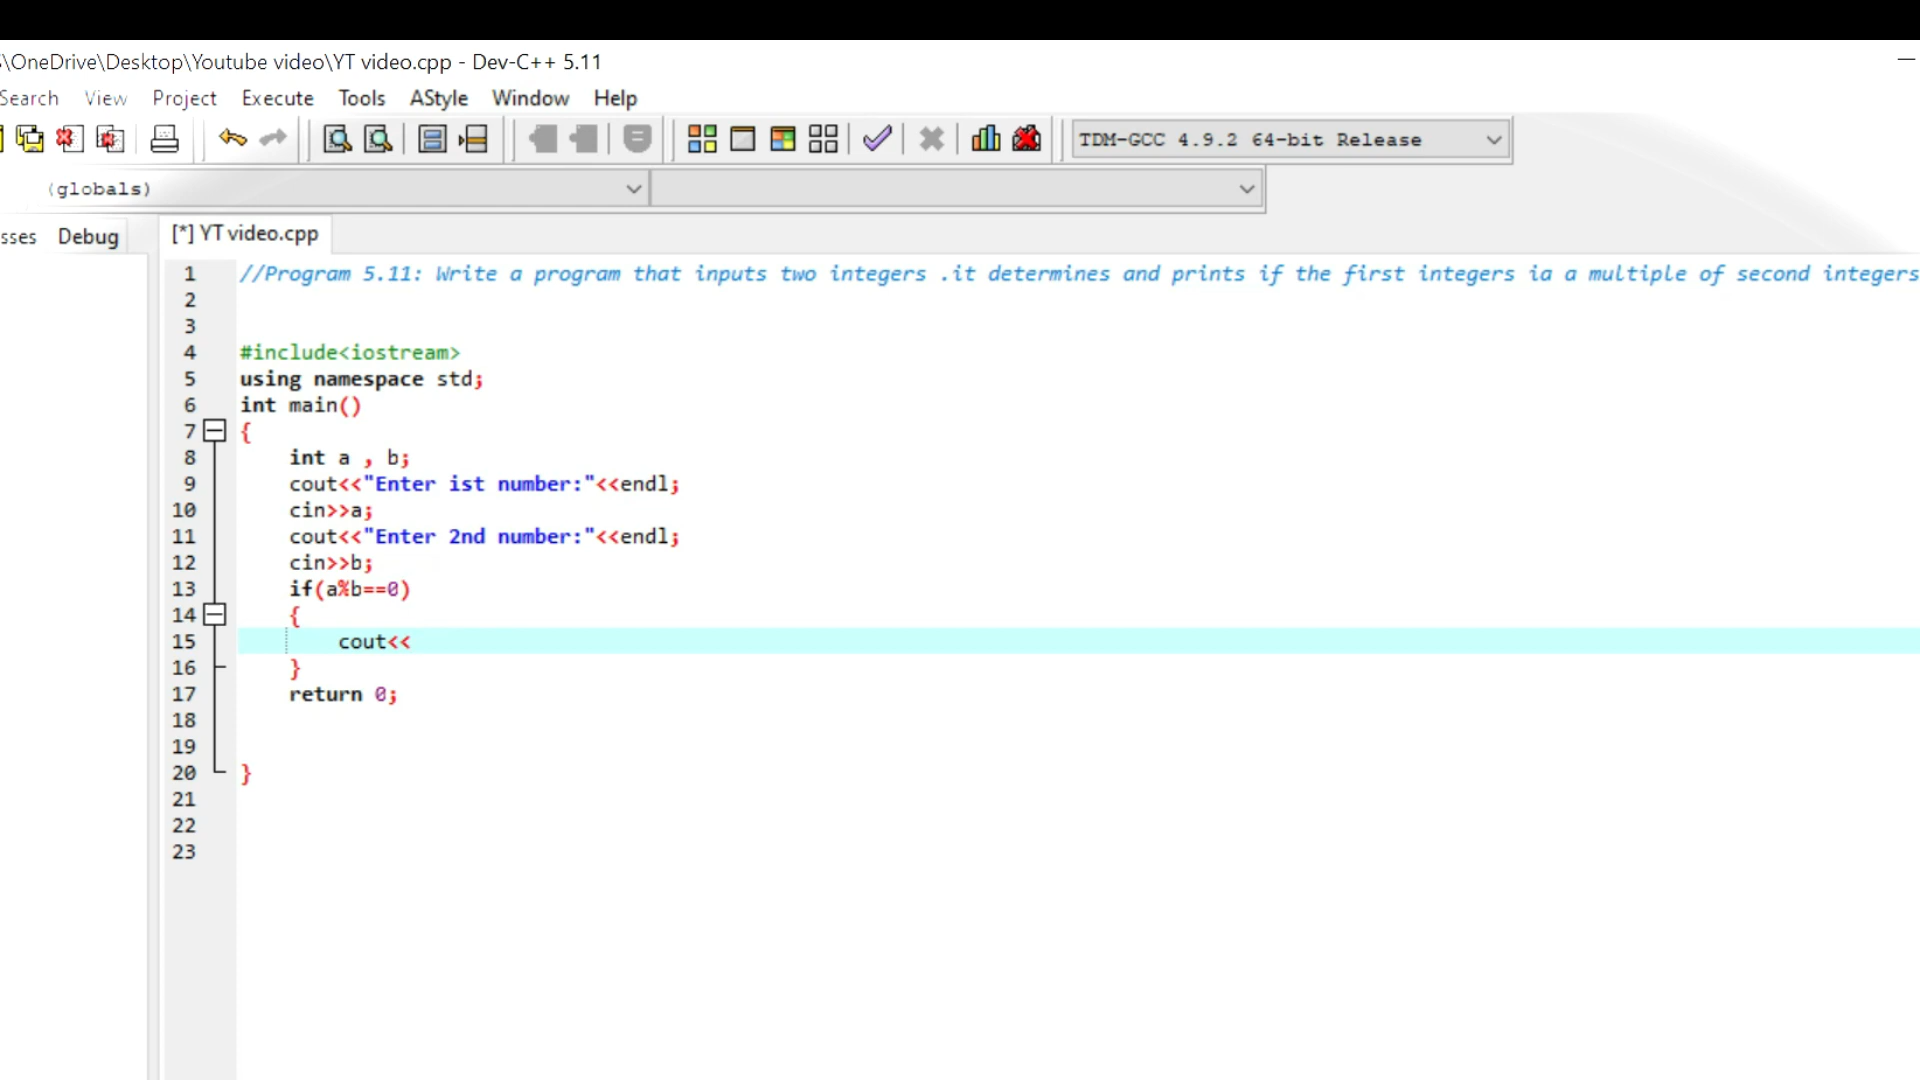 \OneDrive\Desktop\Youtube video\YT video.cpp - Dev-C++ 5.11
Search View Project Execute Tools AStyle Window Help
TDM-GCC 4.9.2 64-bit Release
(globals)
sses Debug [*] YT video.cpp
1 //Program 5.11: Write a program that inputs two integers .it determines and prints if the first integers ia a multiple of second integers
2
3
4 #include<iostream>
5 using namespace std;
6 int main()
7 {
8 int a , b;
9 cout<<"Enter ist number:"<<endl;
10 cin>>a;
11 cout<<"Enter 2nd number:"<<endl;
12 cin>>b;
13 if(a%b==0)
14 {
15 cout<<
16 }
17 return 0;
18
19
20 }
21
22
23